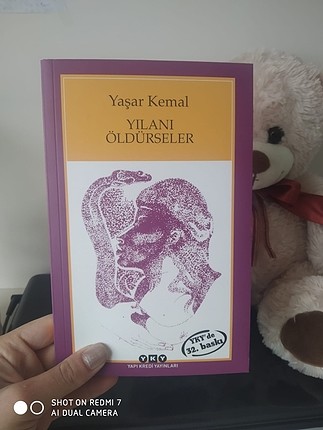 Yaşar Kemal
YILANI
ÖLDÜRSELER
YKY'de
32. baskı
YKY
YAPI KREDİ YAYINLARI
SHOT ON REDMI 7
AI DUAL CAMERA